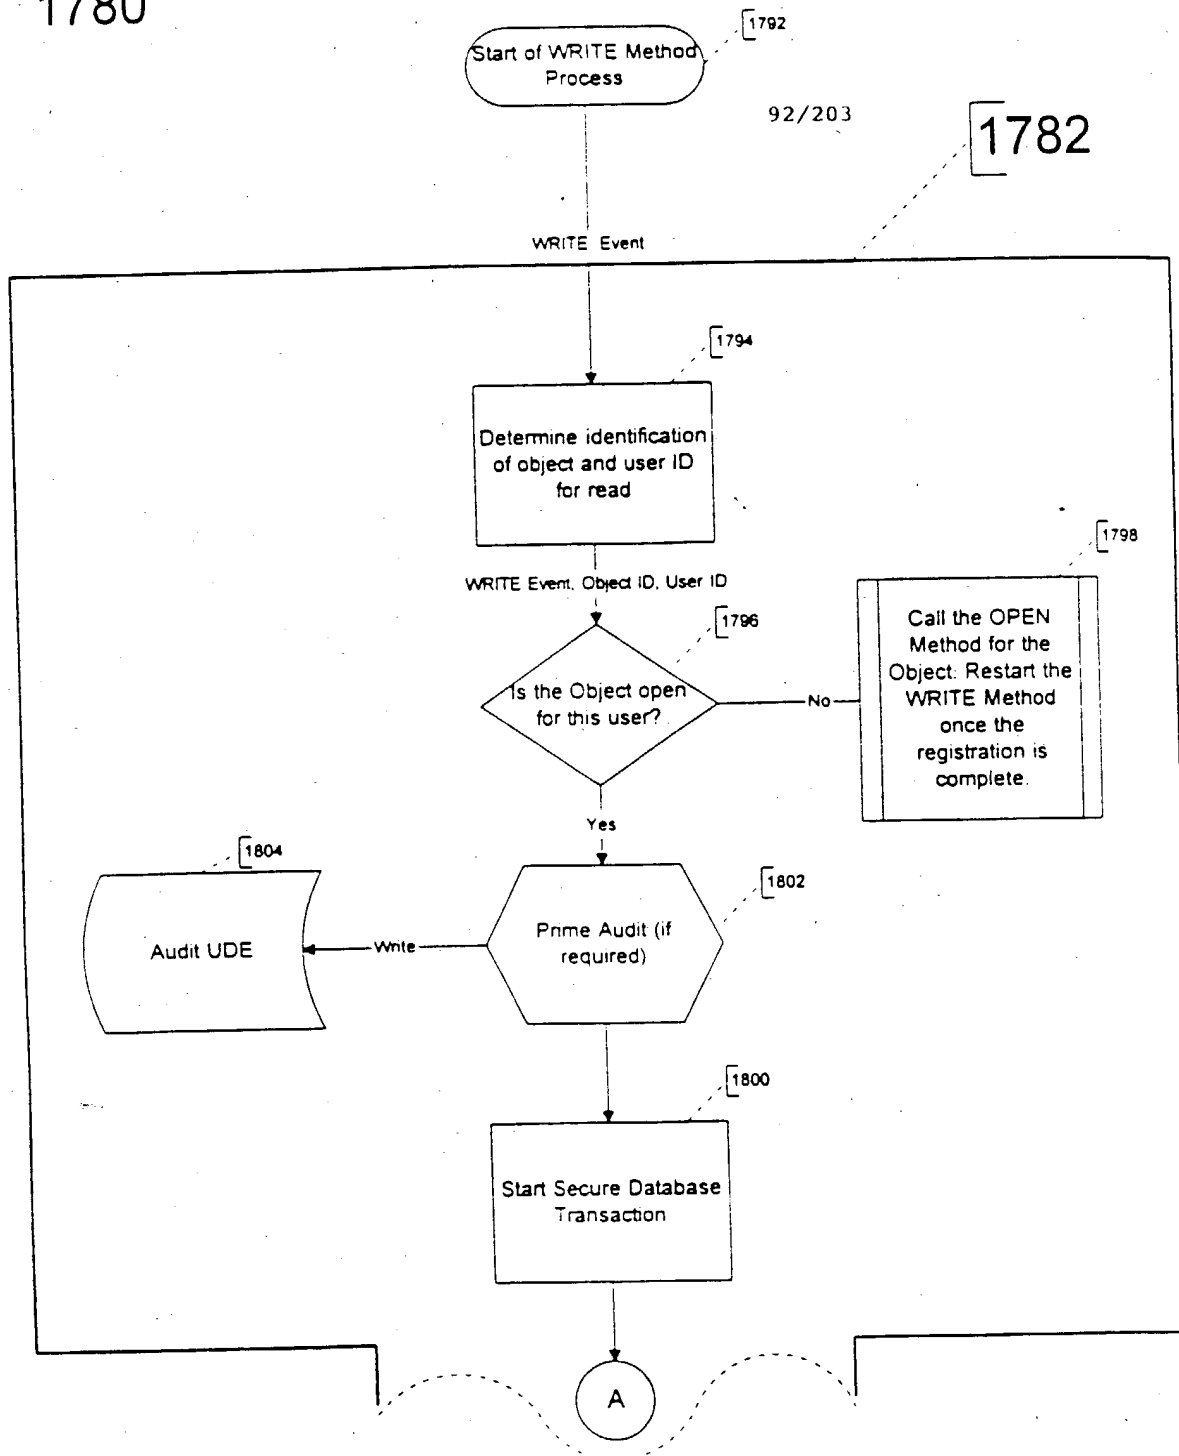 1780
1792
Start of WRITE Method
Process
92/203
1782
WRITE Event
1794
Determine identification
of object and user ID
for read
1798
WRITE Event, Object ID, User ID
1796
Call the OPEN
Method for the
Object: Restart the
WRITE Method
once the
registration is
complete.
Is the Object open
for this user?
No
Yes
1804
1802
Audit UDE
Write
Prime Audit (if
required)
1800
Start Secure Database
Transaction
A